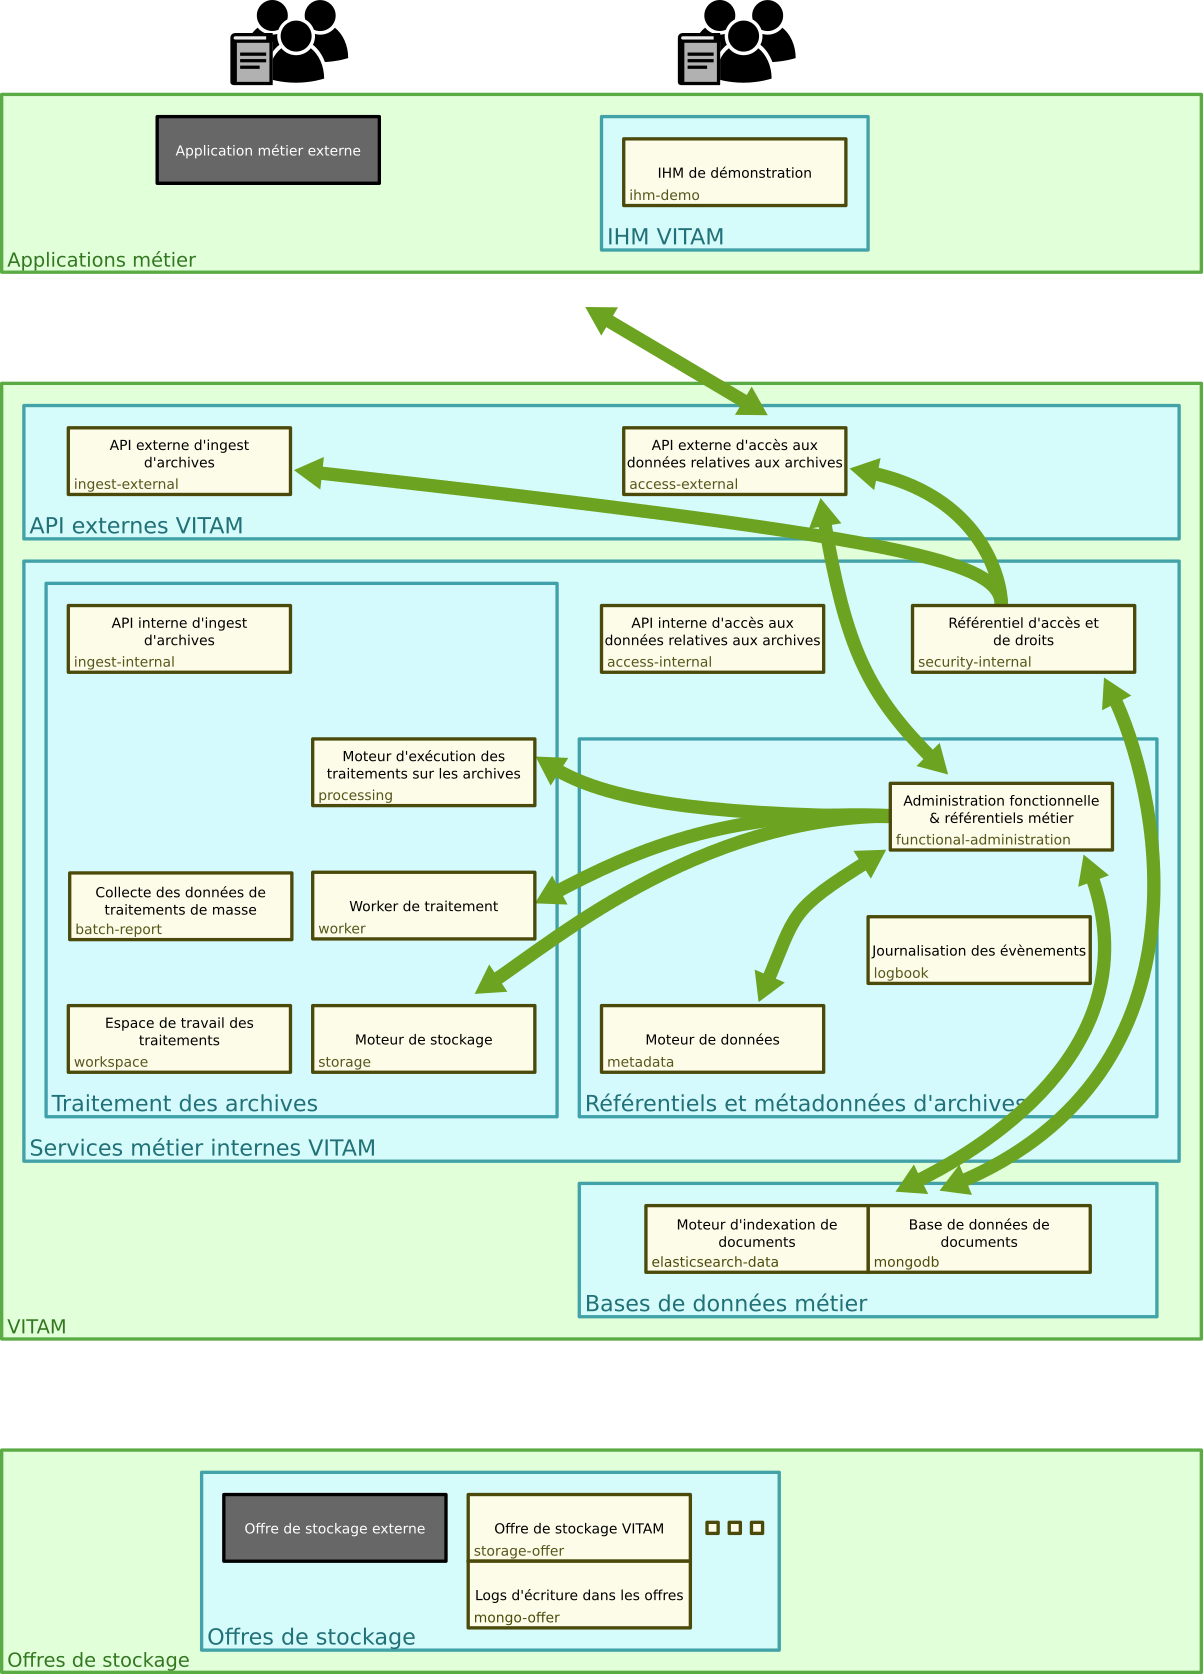 Application métier externe
IHM de démonstration
ihm-demo
IHM VITAM
Applications métier
API externe d'ingest
d'archives
ingest-external
API externe d'accès aux
données relatives aux archives
access-external
API externes VITAM
API interne d'ingest
d'archives
ingest-internal
API interne d'accès aux
données relatives aux archives
access-internal
Référentiel d'accès et
de droits
security-internal
Moteur d'exécution des
traitements sur les archives
processing
Administration fonctionnelle
& référentiels métier
functional-administration
Collecte des données de
traitements de masse
batch-report
Worker de traitement
worker
Journalisation des évènements
logbook
Espace de travail des
traitements
workspace
Moteur de stockage
storage
Moteur de données
metadata
Traitement des archives
Référentiels et métadonnées d'archives
Services métier internes VITAM
Moteur d'indexation de
documents
elasticsearch-data
Base de données de
documents
mongodb
Bases de données métier
VITAM
Offre de stockage externe
Offre de stockage VITAM
storage-offer
Logs d'écriture dans les offres
mongo-offer
Offres de stockage
Offres de stockage